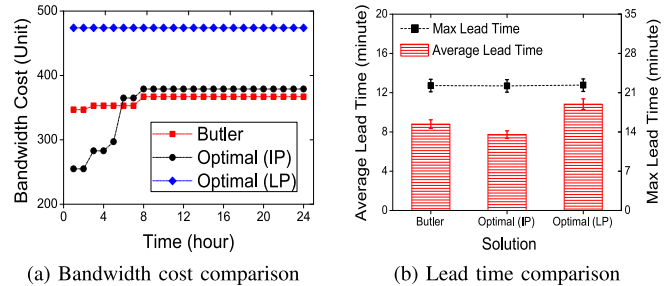 500
400
300
200
Bandwidth Cost (Unit)
Butler
Optimal (IP)
Optimal (LP)
0 4 8 12 16 20 24
Time (hour)
(a) Bandwidth cost comparison
20
16
12
8
4
0
Average Lead Time (minute)
Max Lead Time
Average Lead Time
35
28
21
14
7
0
Max Lead Time (minute)
Butler Optimal (IP) Optimal (LP)
Solution
(b) Lead time comparison